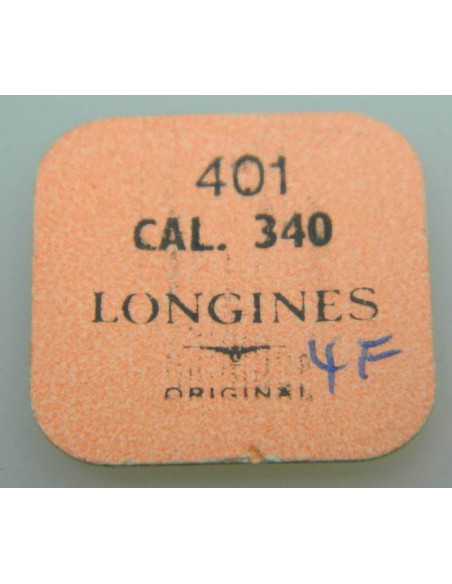 401
CAL. 340
LONGINES
4F
ORIGINAL